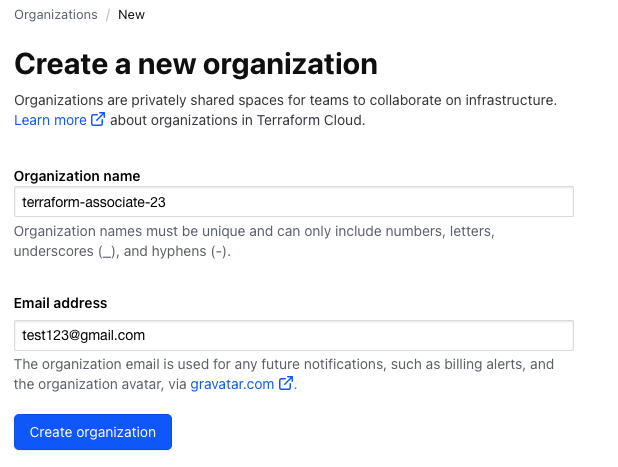 Organizations / New
Create a new organization
Organizations are privately shared spaces for teams to collaborate on infrastructure.
Learn more about organizations in Terraform Cloud.
Organization name
terraform-associate-23
Organization names must be unique and can only include numbers, letters,
underscores (_), and hyphens (-).
Email address
test123@gmail.com
The organization email is used for any future notifications, such as billing alerts, and
the organization avatar, via gravatar.com.
Create organization